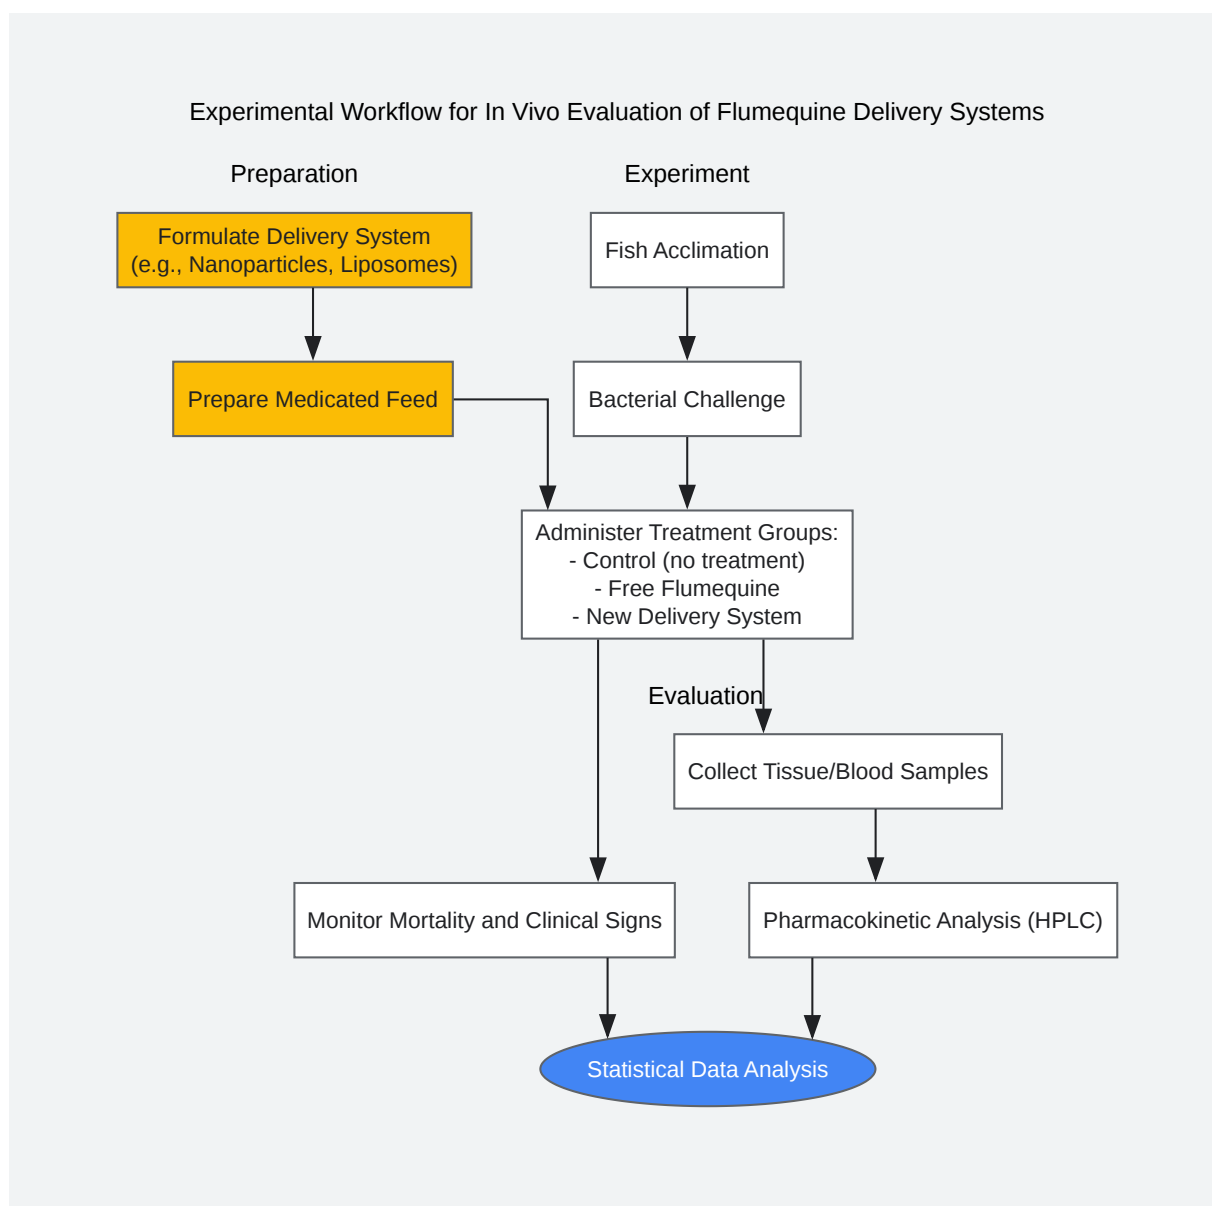 Experimental Workflow for In Vivo Evaluation of Flumequine Delivery Systems
Preparation
Experiment
Formulate Delivery System
(e.g., Nanoparticles, Liposomes)
Fish Acclimation
Prepare Medicated Feed
Bacterial Challenge
Administer Treatment Groups:
- Control (no treatment)
- Free Flumequine
- New Delivery System
Evaluation
Collect Tissue/Blood Samples
Monitor Mortality and Clinical Signs
Pharmacokinetic Analysis (HPLC)
Statistical Data Analysis